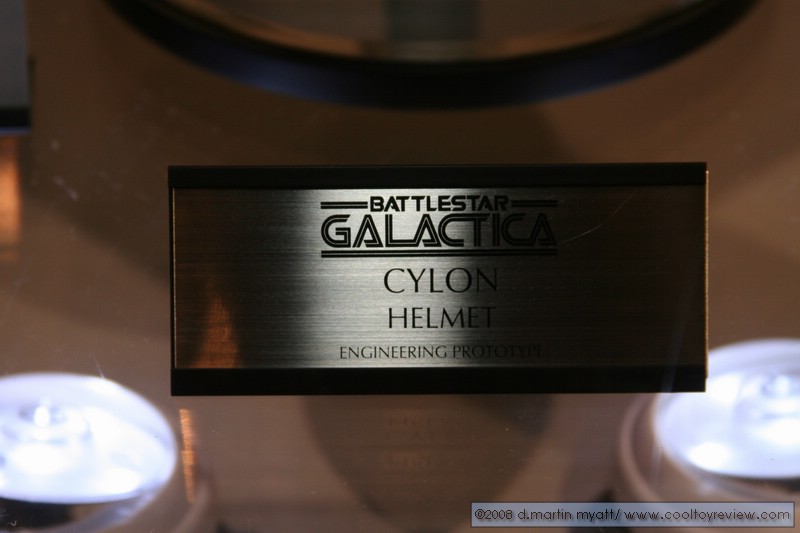 BATTLESTAR
GALACTICA
CYLON
HELMET
ENGINEERING PROTOTYPE
©2008 d.martin myatt/ www.cooltoyreview.com